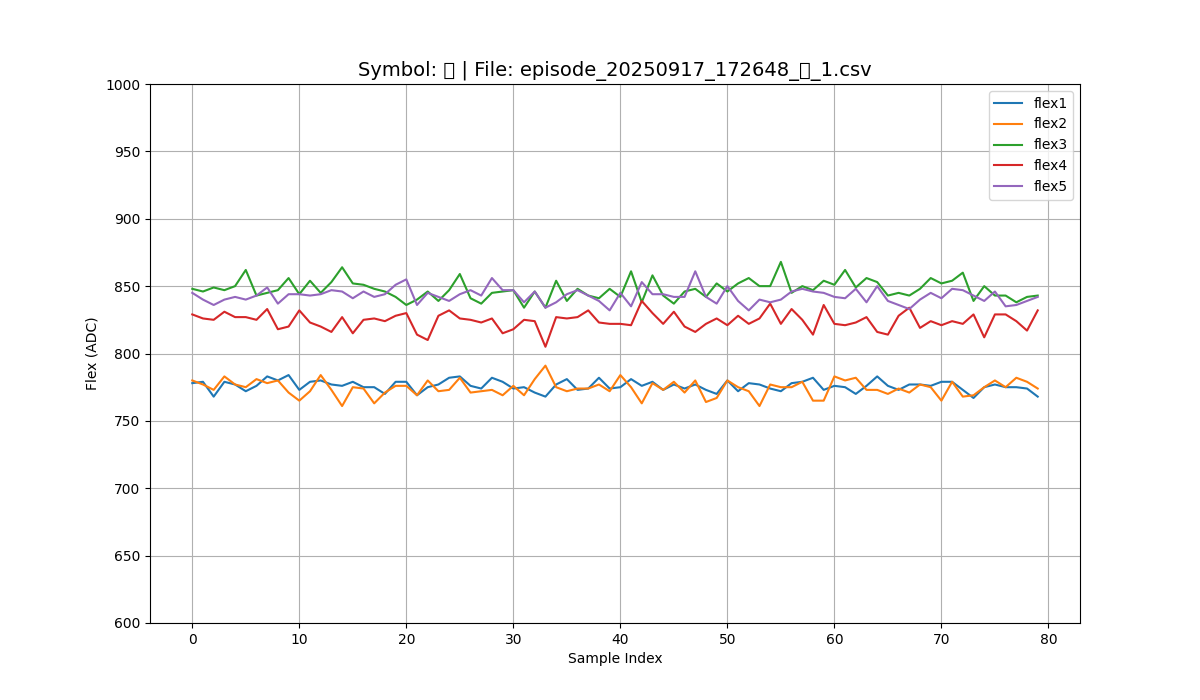 Symbol: | File: episode_20250917_172648_ _1.csv
1000
950
900
850
800
750
700
650
600
Flex (ADC)
0 10 20 30 40 50 60 70 80
Sample Index
flex1
flex2
flex3
flex4
flex5